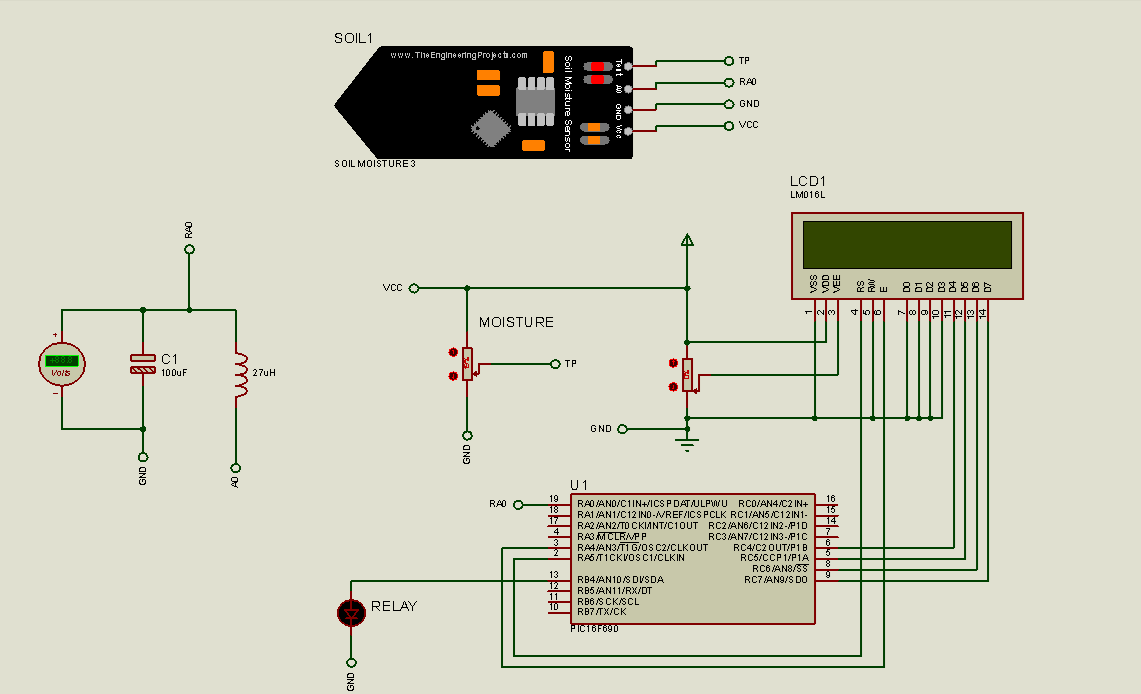 SOIL1
www.TheEngineeringProjects.com
Soil Moisture Sensor
Test
A0
GND
Vcc
TP
RA0
GND
VCC
SOIL MOISTURE 3
LCD1
LM016L
VSS
VDD
VEE
RS
RW
E
D0
D1
D2
D3
D4
D5
D6
D7
1
2
3
4
5
6
7
8
9
10
11
12
13
14
RA0
+
Volts
−
C1
100uF
27uH
GND
A0
VCC
MOISTURE
TP
GND
GND
U1
RA0
19 RA0/AN0/C1IN+/ICSPDAT/ULPWU RC0/AN4/C2IN+ 16
18 RA1/AN1/C12IN0-/VREF/ICSPCLK RC1/AN5/C12IN1- 15
17 RA2/AN2/T0CKI/INT/C1OUT RC2/AN6/C12IN2-/P1D 14
4 RA3/MCLR/VPP RC3/AN7/C12IN3-/P1C 7
3 RA4/AN3/T1G/OSC2/CLKOUT RC4/C2OUT/P1B 6
2 RA5/T1CKI/OSC1/CLKIN RC5/CCP1/P1A 5
RC6/AN8/SS 8
13 RB4/AN10/SDI/SDA RC7/AN9/SDO 9
12 RB5/AN11/RX/DT
11 RB6/SCK/SCL
10 RB7/TX/CK
PIC16F690
RELAY
GND